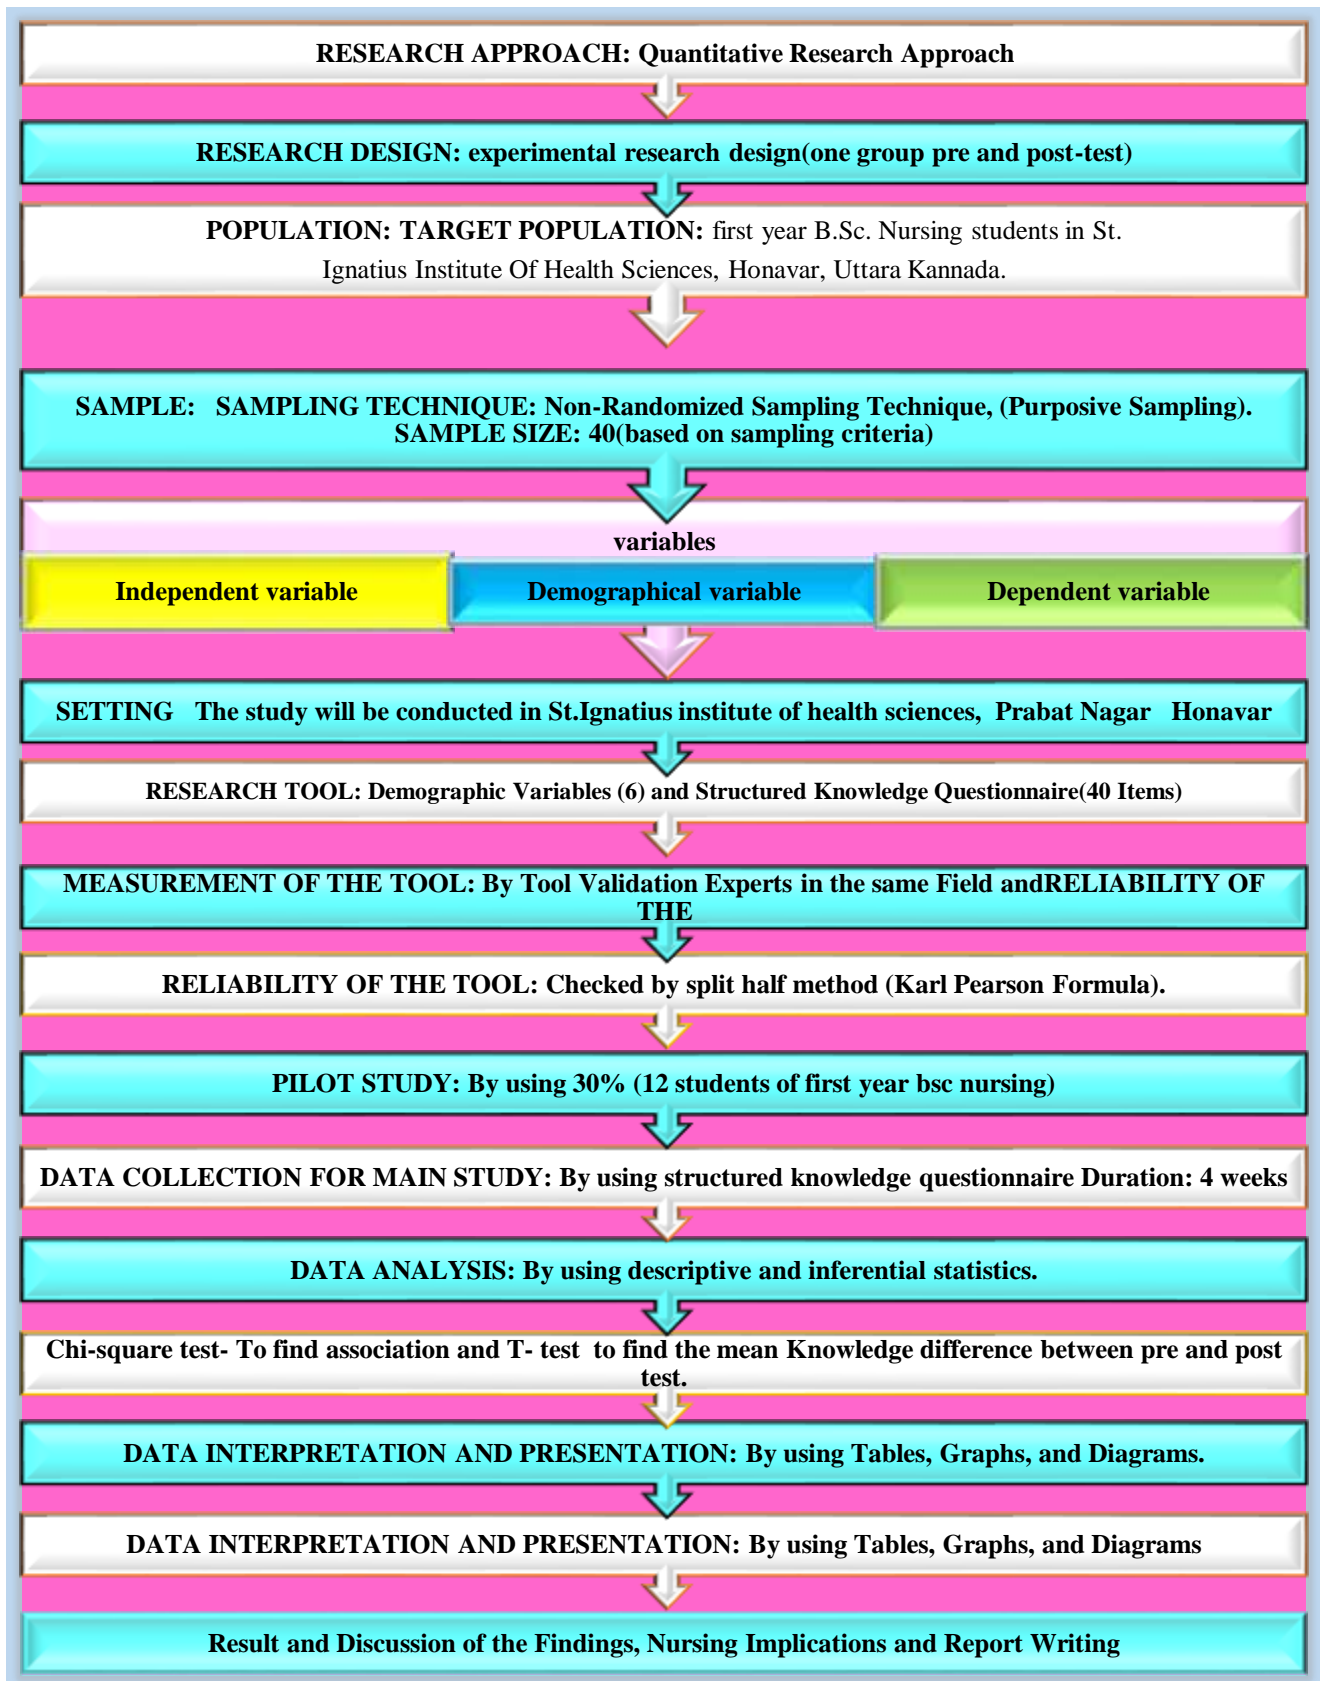 RESEARCH APPROACH: Quantitative Research Approach
RESEARCH DESIGN: experimental research design(one group pre and post-test)
POPULATION: TARGET POPULATION: first year B.Sc. Nursing students in St.
Ignatius Institute Of Health Sciences, Honavar, Uttara Kannada.
SAMPLE: SAMPLING TECHNIQUE: Non-Randomized Sampling Technique, (Purposive Sampling).
SAMPLE SIZE: 40(based on sampling criteria)
variables
Independent variable
Demographical variable
Dependent variable
SETTING The study will be conducted in St.Ignatius institute of health sciences, Prabat Nagar Honavar
RESEARCH TOOL: Demographic Variables (6) and Structured Knowledge Questionnaire(40 Items)
MEASUREMENT OF THE TOOL: By Tool Validation Experts in the same Field andRELIABILITY OF
THE
RELIABILITY OF THE TOOL: Checked by split half method (Karl Pearson Formula).
PILOT STUDY: By using 30% (12 students of first year bsc nursing)
DATA COLLECTION FOR MAIN STUDY: By using structured knowledge questionnaire Duration: 4 weeks
DATA ANALYSIS: By using descriptive and inferential statistics.
Chi-square test- To find association and T- test to find the mean Knowledge difference between pre and post
test.
DATA INTERPRETATION AND PRESENTATION: By using Tables, Graphs, and Diagrams.
DATA INTERPRETATION AND PRESENTATION: By using Tables, Graphs, and Diagrams
Result and Discussion of the Findings, Nursing Implications and Report Writing